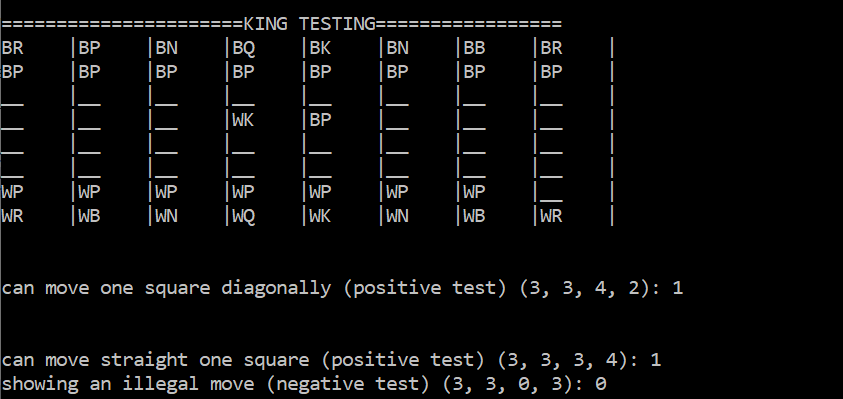 =====================KING TESTING================
BR |BP |BN |BQ |BK |BN |BB |BR |
BP |BP |BP |BP |BP |BP |BP |BP |
__ |__ |__ |__ |__ |__ |__ |__ |
__ |__ |__ |WK |BP |__ |__ |__ |
__ |__ |__ |__ |__ |__ |__ |__ |
__ |__ |__ |__ |__ |__ |__ |__ |
WP |WP |WP |WP |WP |WP |WP |__ |
WR |WB |WN |WQ |WK |WN |WB |WR |
can move one square diagonally (positive test) (3, 3, 4, 2): 1
can move straight one square (positive test) (3, 3, 3, 4): 1
showing an illegal move (negative test) (3, 3, 0, 3): 0